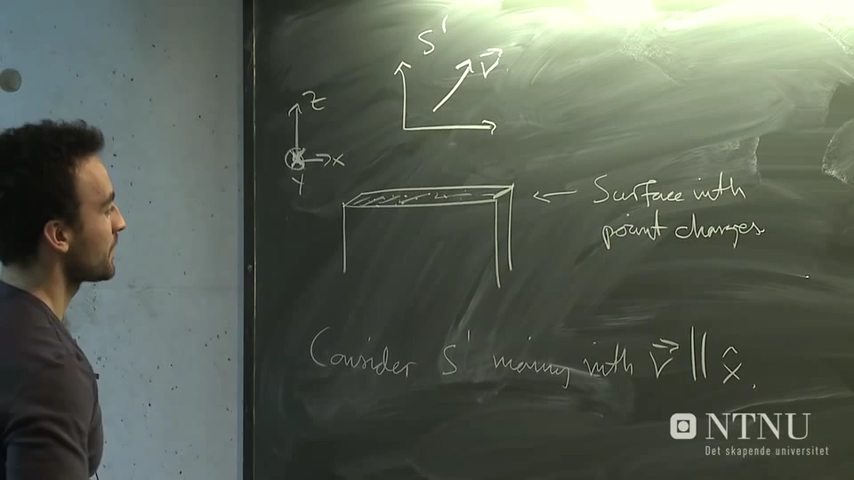 S'
v
Z
x
y
Surface with
point charges.
Consider S' moving with v || x̂.
NTNU
Det skapende universitet